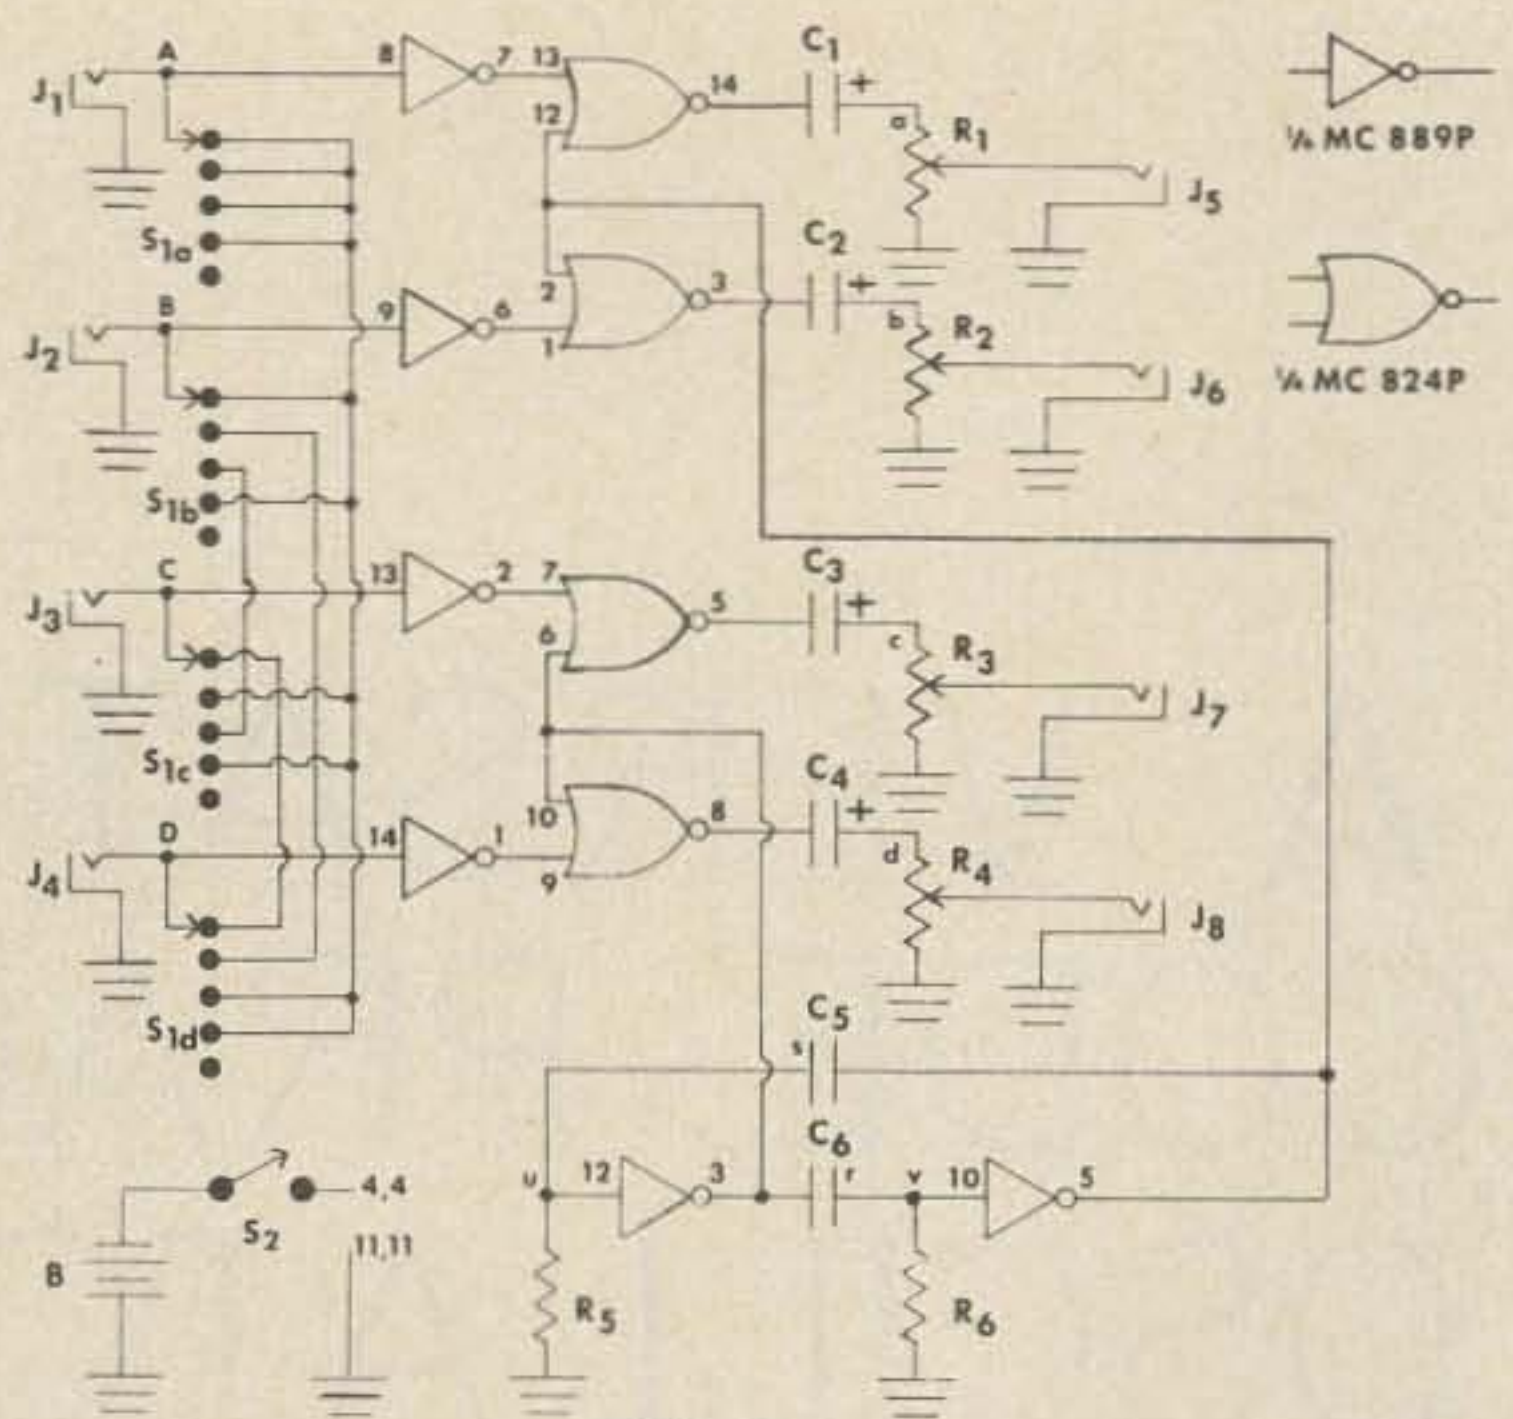 A
8
7
13
12
14
C1
+
a
R1
J1
J5
S1a
¼ MC 889P
B
9
6
2
1
3
C2
+
b
R2
J2
J6
S1b
¼ MC 824P
C
13
2
7
6
5
C3
+
c
R3
J3
J7
S1c
D
14
1
10
9
8
C4
+
d
R4
J4
J8
S1d
s
C5
C6
u
12
3
r
v
10
5
4,4
S2
11,11
B
R5
R6